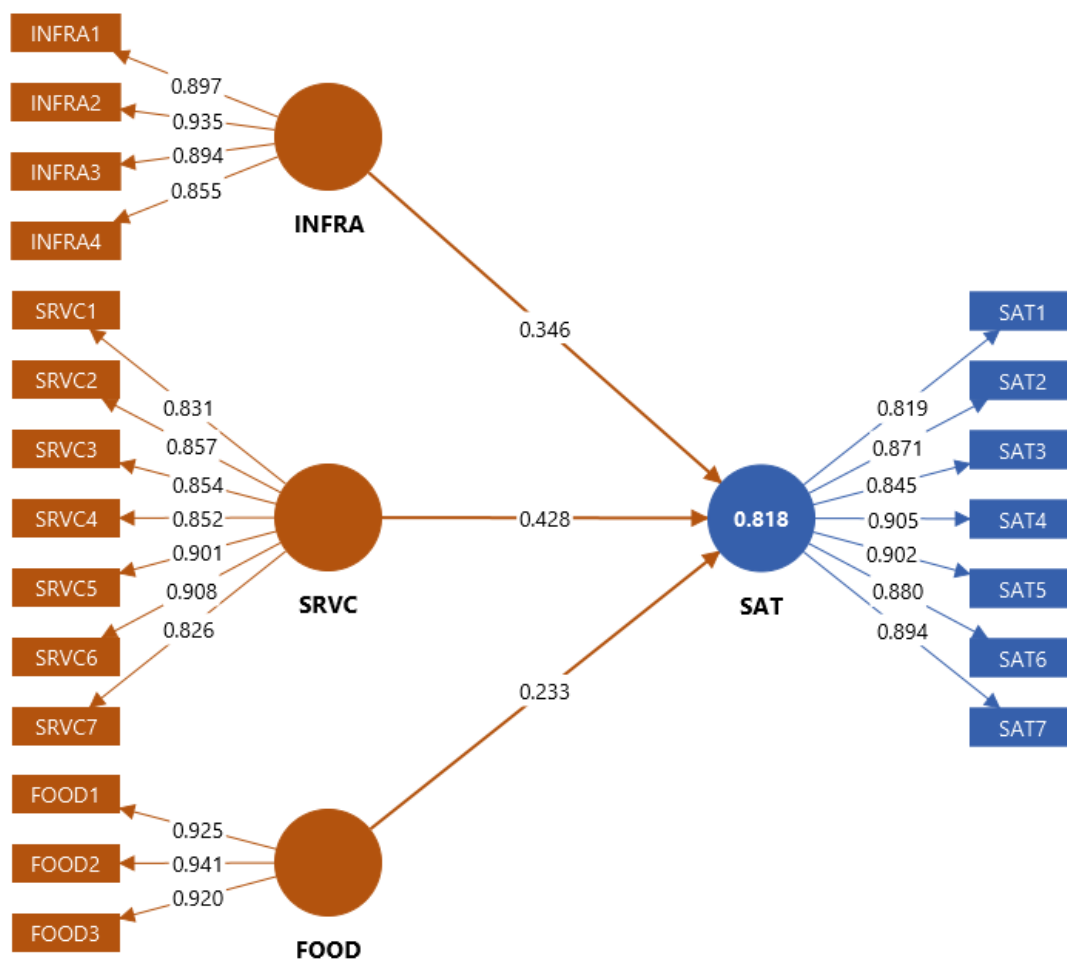 INFRA1
INFRA2
INFRA3
INFRA4
0.897
0.935
0.894
0.855
INFRA
SRVC1
SRVC2
SRVC3
SRVC4
SRVC5
SRVC6
SRVC7
0.831
0.857
0.854
0.852
0.901
0.908
0.826
SRVC
FOOD1
FOOD2
FOOD3
0.925
0.941
0.920
FOOD
0.346
0.428
0.233
0.818
SAT
0.819
0.871
0.845
0.905
0.902
0.880
0.894
SAT1
SAT2
SAT3
SAT4
SAT5
SAT6
SAT7